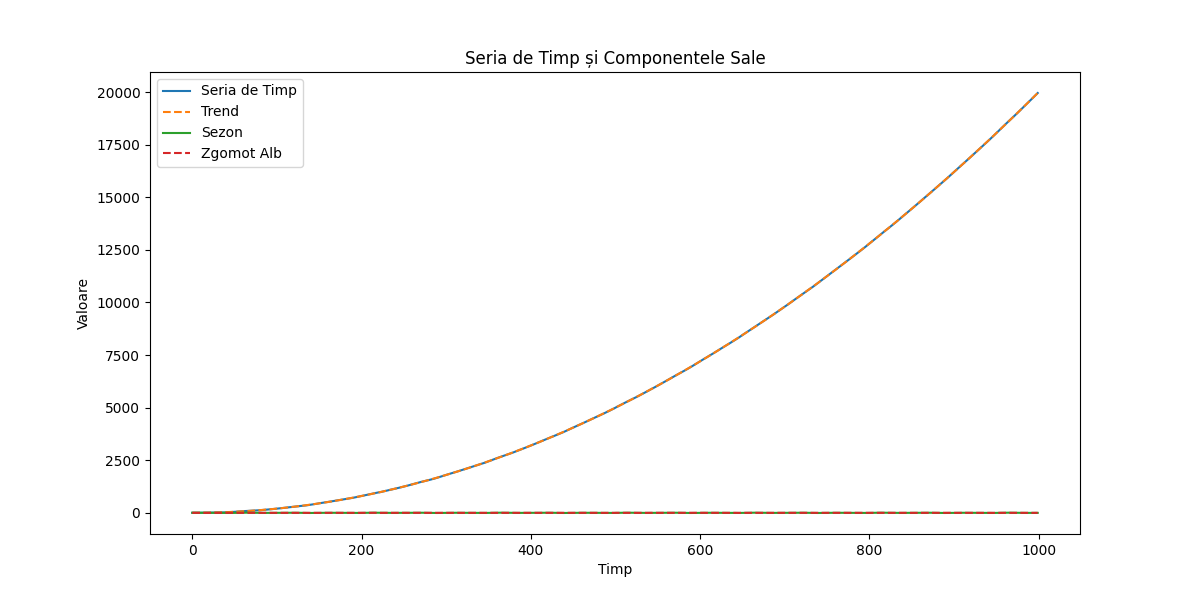 Seria de Timp și Componentele Sale
Seria de Timp
Trend
Sezon
Zgomot Alb
Valoare
20000
17500
15000
12500
10000
7500
5000
2500
0
0 200 400 600 800 1000
Timp